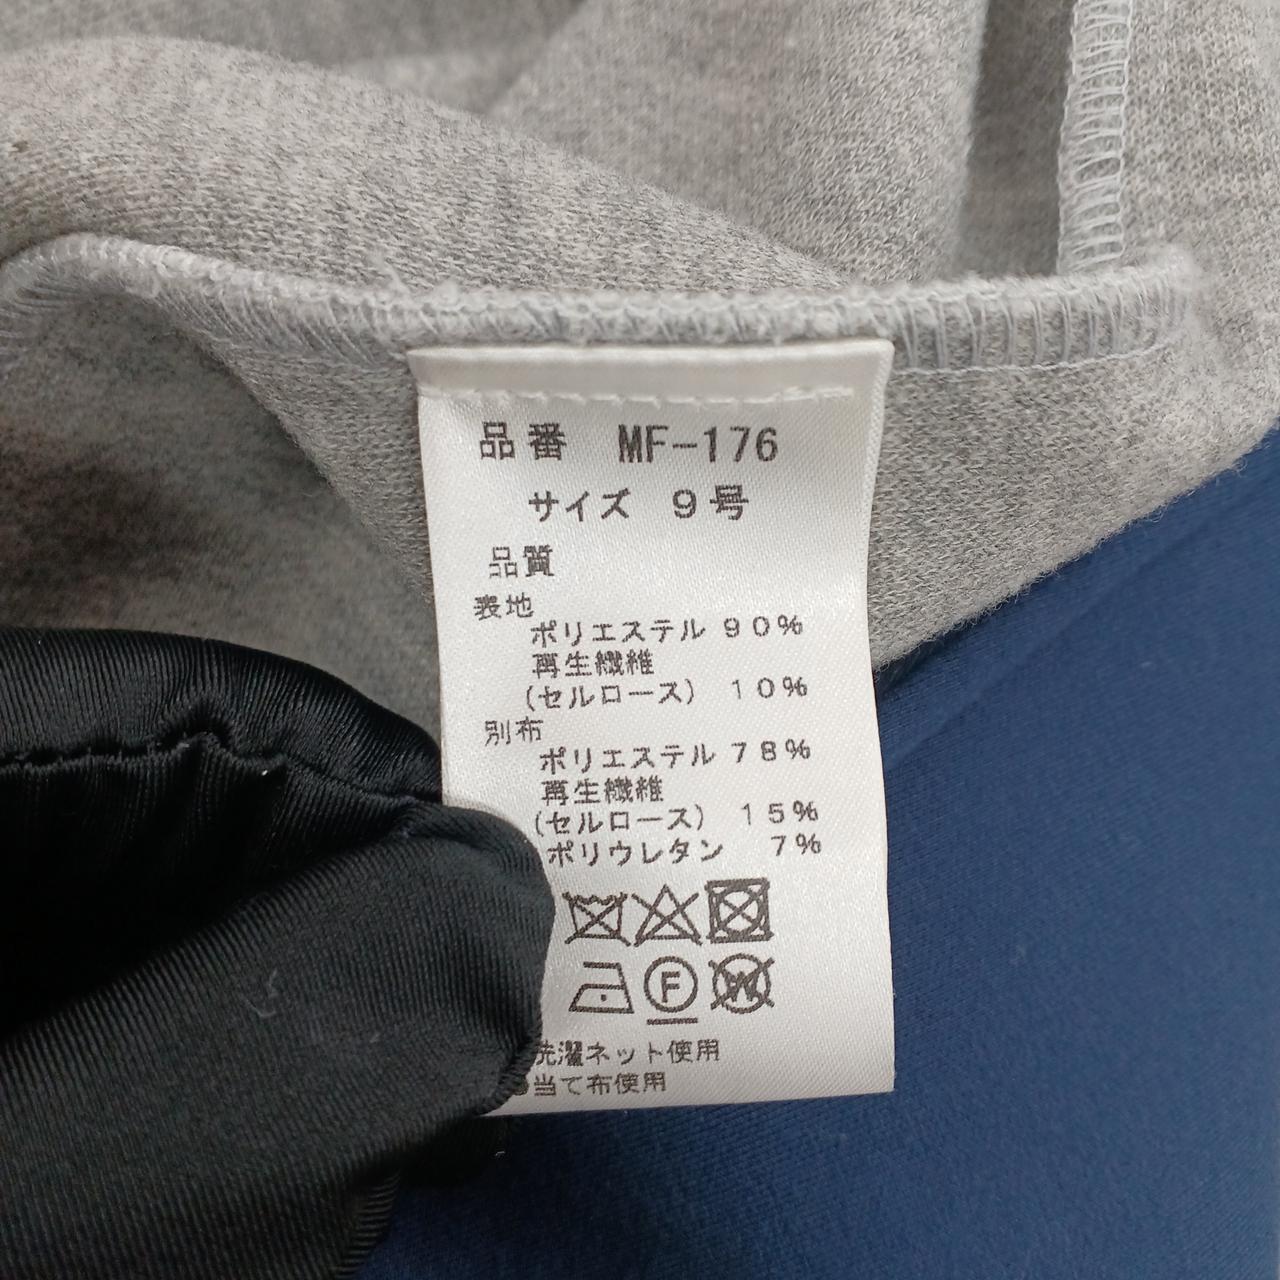 品番 MF-176
サイズ 9号
品質
表地
ポリエステル 90%
再生繊維
(セルロース) 10%
別布
ポリエステル 78%
再生繊維
(セルロース) 15%
ポリウレタン 7%
F
W
洗濯ネット使用
当て布使用